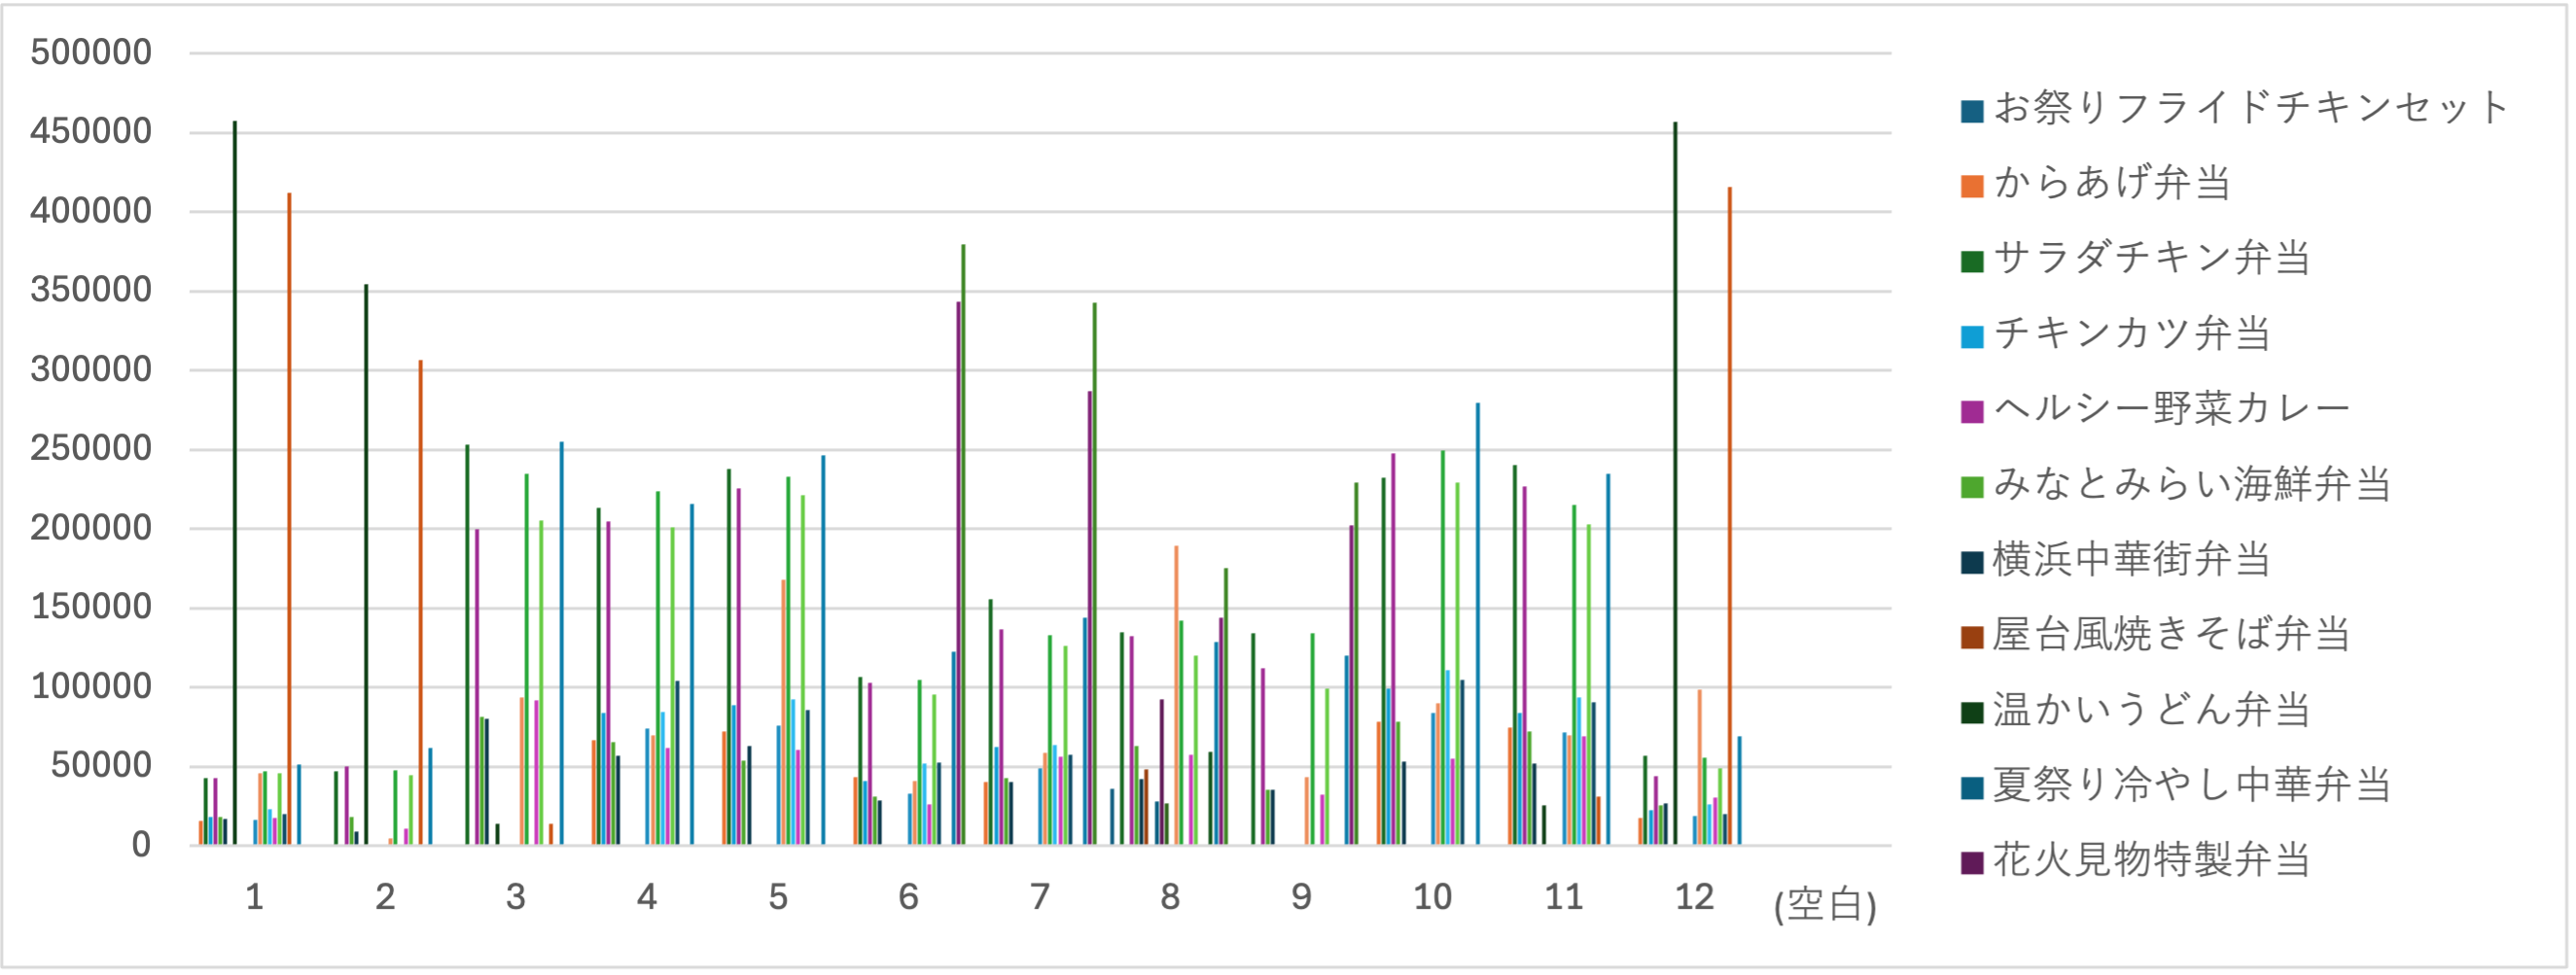 500000
450000
400000
350000
300000
250000
200000
150000
100000
50000
0
1 2 3 4 5 6 7 8 9 10 11 12 (空白)
お祭りフライドチキンセット
からあげ弁当
サラダチキン弁当
チキンカツ弁当
ヘルシー野菜カレー
みなとみらい海鮮弁当
横浜中華街弁当
屋台風焼きそば弁当
温かいうどん弁当
夏祭り冷やし中華弁当
花火見物特製弁当